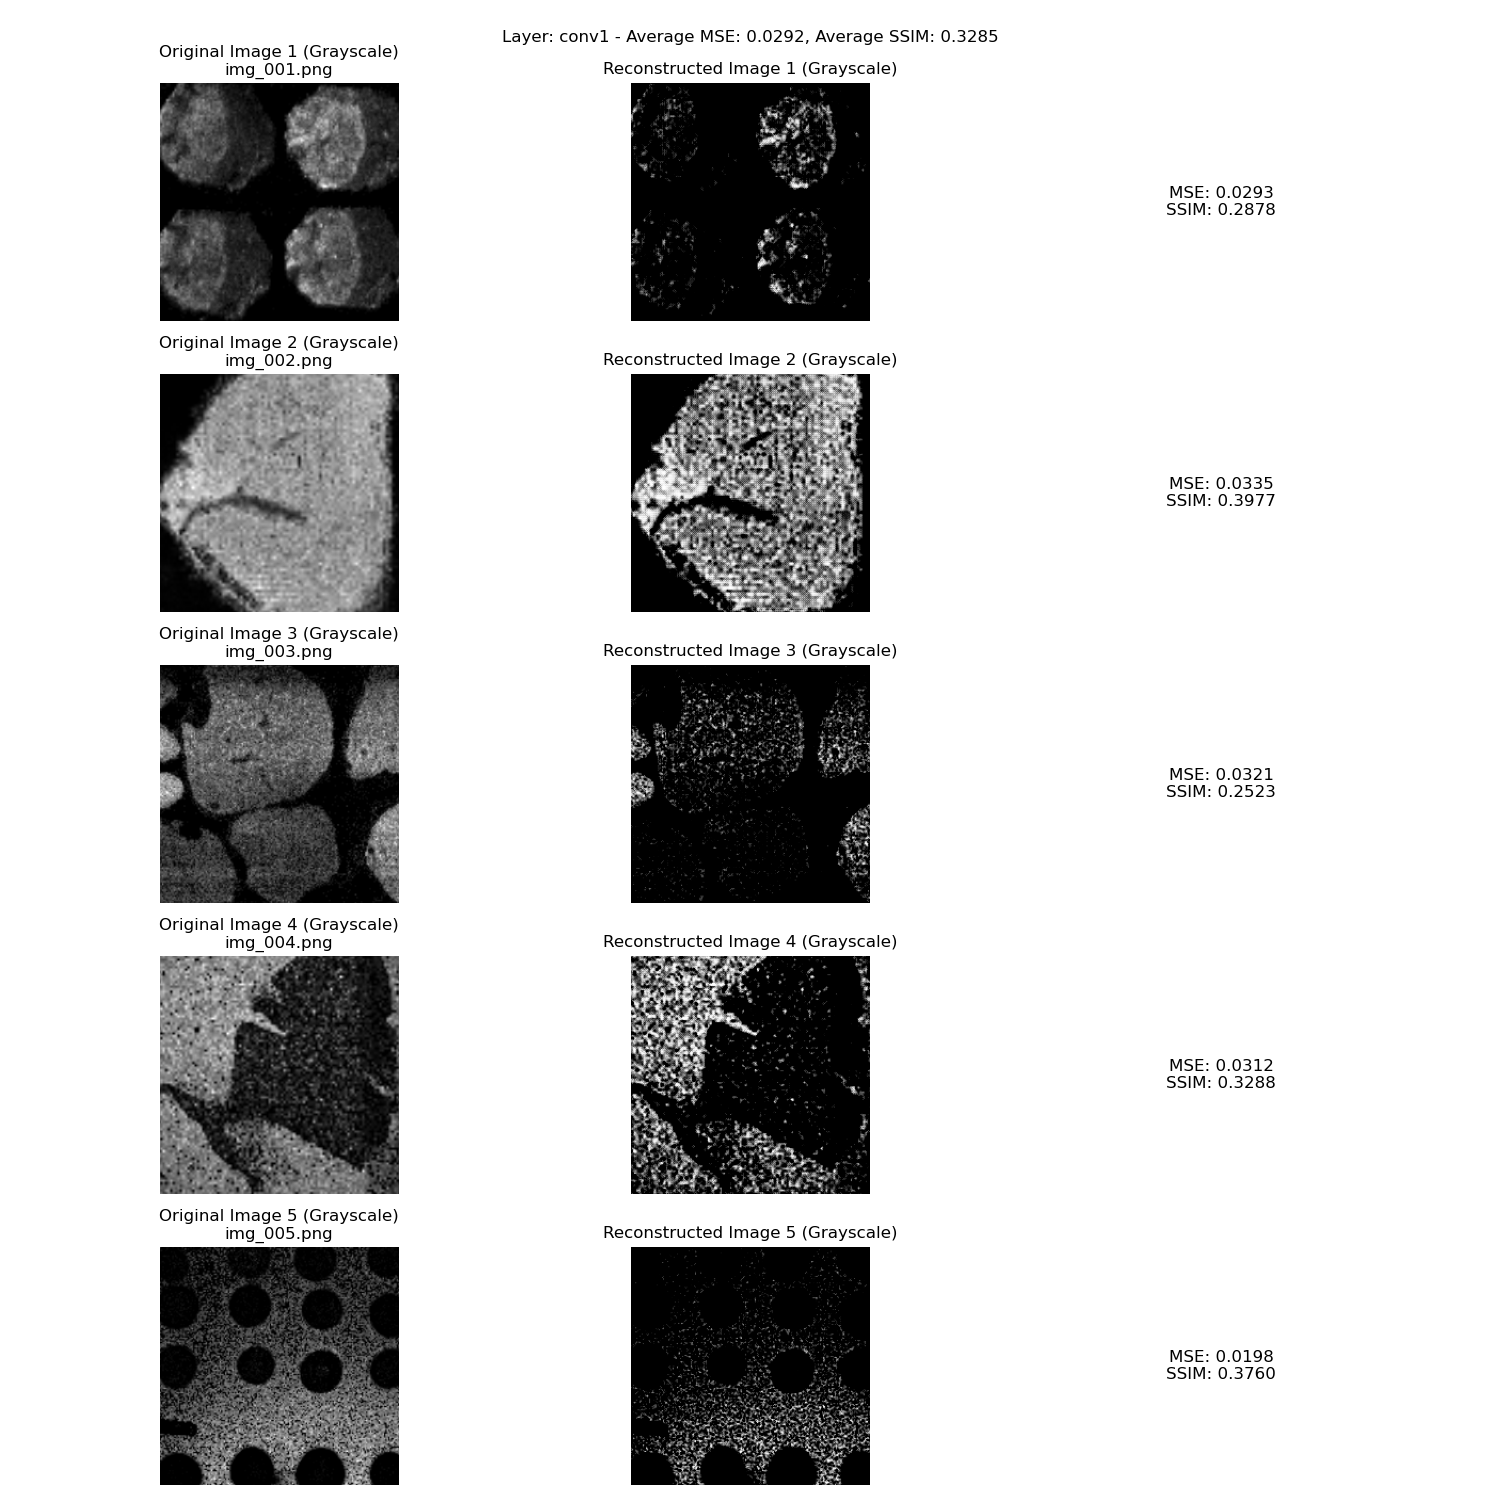 Layer: conv1 - Average MSE: 0.0292, Average SSIM: 0.3285
Original Image 1 (Grayscale)
img_001.png
Reconstructed Image 1 (Grayscale)
MSE: 0.0293
SSIM: 0.2878
Original Image 2 (Grayscale)
img_002.png
Reconstructed Image 2 (Grayscale)
MSE: 0.0335
SSIM: 0.3977
Original Image 3 (Grayscale)
img_003.png
Reconstructed Image 3 (Grayscale)
MSE: 0.0321
SSIM: 0.2523
Original Image 4 (Grayscale)
img_004.png
Reconstructed Image 4 (Grayscale)
MSE: 0.0312
SSIM: 0.3288
Original Image 5 (Grayscale)
img_005.png
Reconstructed Image 5 (Grayscale)
MSE: 0.0198
SSIM: 0.3760